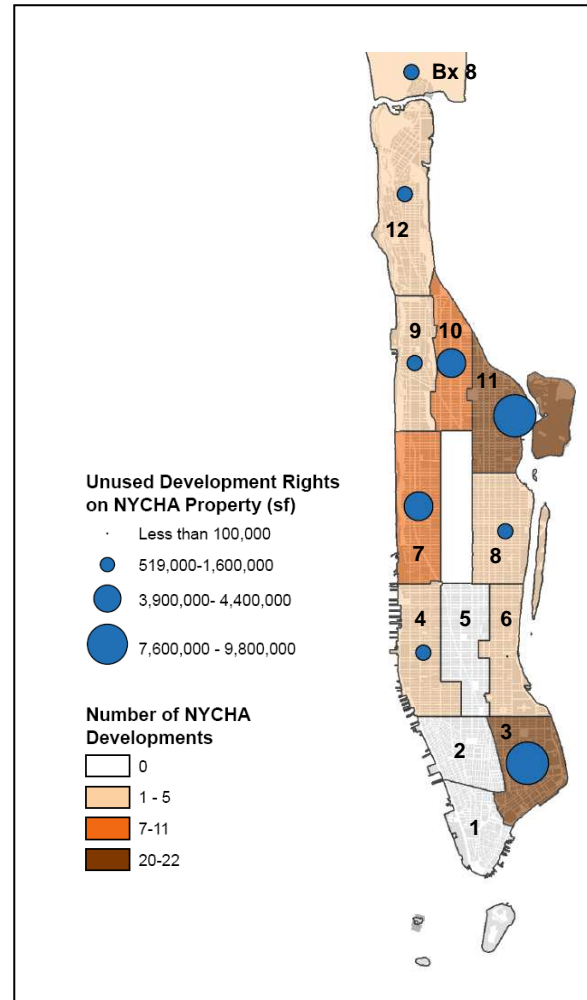 Bx 8
12
9
10
11
7
8
4
5
6
3
2
1
Unused Development Rights
on NYCHA Property (sf)
Less than 100,000
519,000-1,600,000
3,900,000- 4,400,000
7,600,000 - 9,800,000
Number of NYCHA
Developments
0
1 - 5
7-11
20-22